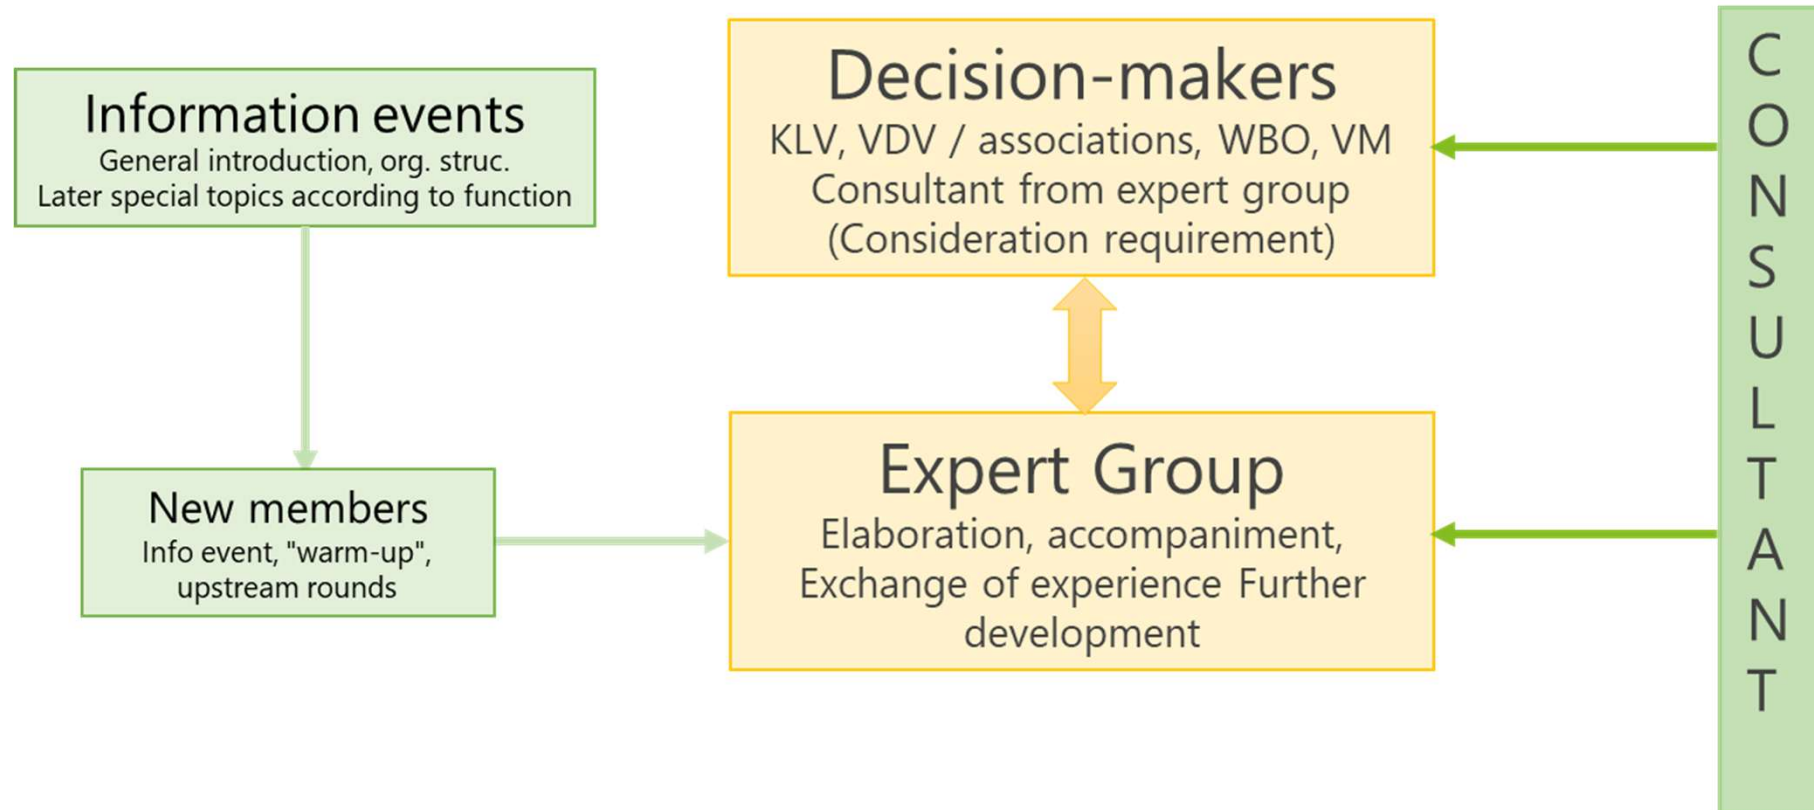 Information events
General introduction, org. struc.
Later special topics according to function
New members
Info event, "warm-up",
upstream rounds
Decision-makers
KLV, VDV / associations, WBO, VM
Consultant from expert group
(Consideration requirement)
Expert Group
Elaboration, accompaniment,
Exchange of experience Further
development
C
O
N
S
U
L
T
A
N
T